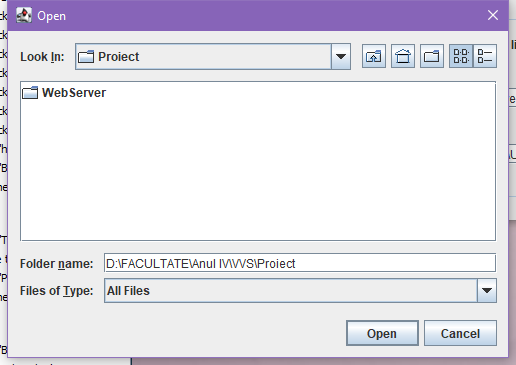 Open
Look In: Proiect
WebServer
Folder name: D:\FACULTATE\Anul IV\VVS\Proiect
Files of Type: All Files
Open Cancel